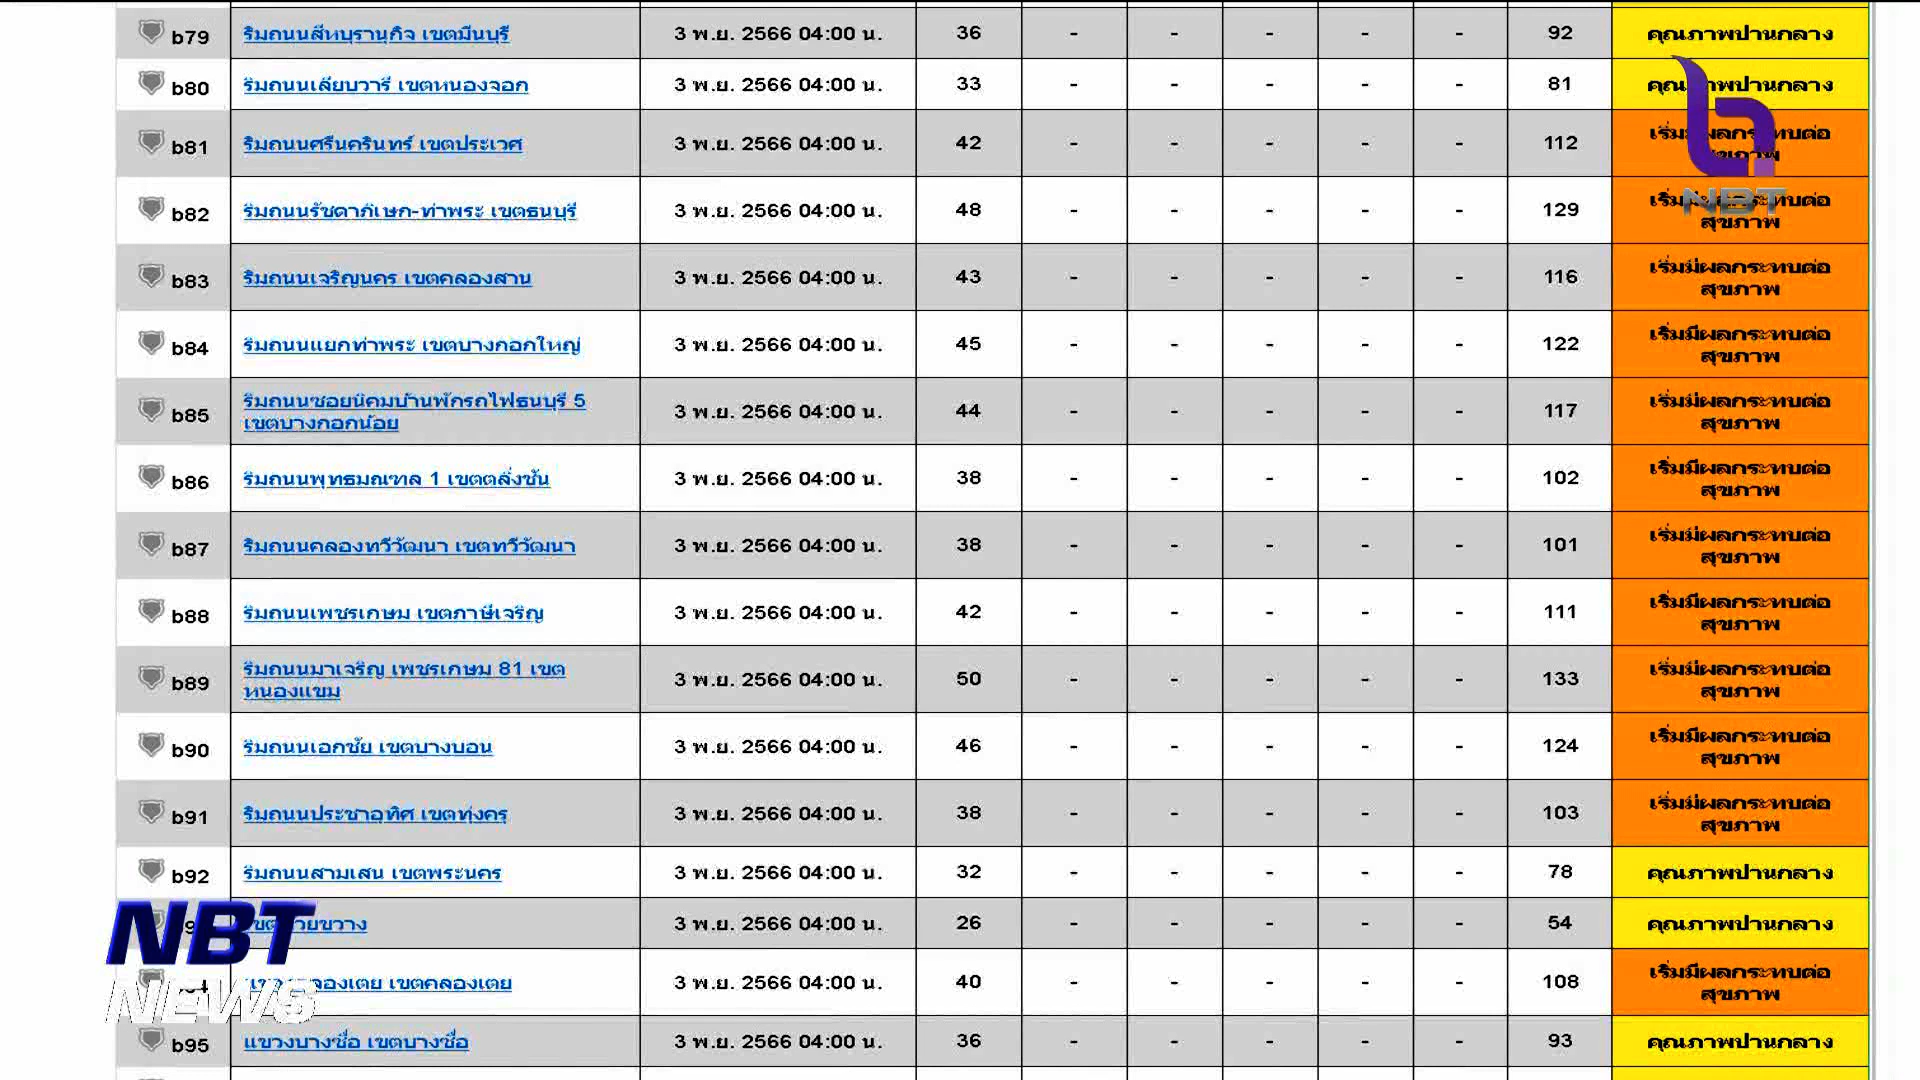 b79 ริมถนนสีหบุรานุกิจ เขตมีนบุรี 3 พ.ย. 2566 04:00 น. 36 - - - - - 92 คุณภาพปานกลาง
b80 ริมถนนเลียบวารี เขตหนองจอก 3 พ.ย. 2566 04:00 น. 33 - - - - - 81 คุณภาพปานกลาง
b81 ริมถนนศรีนครินทร์ เขตประเวศ 3 พ.ย. 2566 04:00 น. 42 - - - - - 112 เริ่มมีผลกระทบต่อ
สุขภาพ
b82 ริมถนนรัชดาภิเษก-ท่าพระ เขตธนบุรี 3 พ.ย. 2566 04:00 น. 48 - - - - - 129 เริ่มมีผลกระทบต่อ
สุขภาพ
NBT
b83 ริมถนนเจริญนคร เขตคลองสาน 3 พ.ย. 2566 04:00 น. 43 - - - - - 116 เริ่มมีผลกระทบต่อ
สุขภาพ
b84 ริมถนนแยกท่าพระ เขตบางกอกใหญ่ 3 พ.ย. 2566 04:00 น. 45 - - - - - 122 เริ่มมีผลกระทบต่อ
สุขภาพ
b85 ริมถนนซอยนิคมบ้านพักรถไฟธนบุรี 5
เขตบางกอกน้อย 3 พ.ย. 2566 04:00 น. 44 - - - - - 117 เริ่มมีผลกระทบต่อ
สุขภาพ
b86 ริมถนนพุทธมณฑล 1 เขตตลิ่งชัน 3 พ.ย. 2566 04:00 น. 38 - - - - - 102 เริ่มมีผลกระทบต่อ
สุขภาพ
b87 ริมถนนคลองทวีวัฒนา เขตทวีวัฒนา 3 พ.ย. 2566 04:00 น. 38 - - - - - 101 เริ่มมีผลกระทบต่อ
สุขภาพ
b88 ริมถนนเพชรเกษม เขตภาษีเจริญ 3 พ.ย. 2566 04:00 น. 42 - - - - - 111 เริ่มมีผลกระทบต่อ
สุขภาพ
b89 ริมถนนมาเจริญ เพชรเกษม 81 เขต
หนองแขม 3 พ.ย. 2566 04:00 น. 50 - - - - - 133 เริ่มมีผลกระทบต่อ
สุขภาพ
b90 ริมถนนเอกชัย เขตบางบอน 3 พ.ย. 2566 04:00 น. 46 - - - - - 124 เริ่มมีผลกระทบต่อ
สุขภาพ
b91 ริมถนนประชาอุทิศ เขตทุ่งครุ 3 พ.ย. 2566 04:00 น. 38 - - - - - 103 เริ่มมีผลกระทบต่อ
สุขภาพ
b92 ริมถนนสามเสน เขตพระนคร 3 พ.ย. 2566 04:00 น. 32 - - - - - 78 คุณภาพปานกลาง
3 พ.ย. 2566 04:00 น. 26 - - - - - 54 คุณภาพปานกลาง
เขตคลองเตย 3 พ.ย. 2566 04:00 น. 40 - - - - - 108 เริ่มมีผลกระทบต่อ
สุขภาพ
b95 แขวงบางซื่อ เขตบางซื่อ 3 พ.ย. 2566 04:00 น. 36 - - - - - 93 คุณภาพปานกลาง
NBT
NEWS